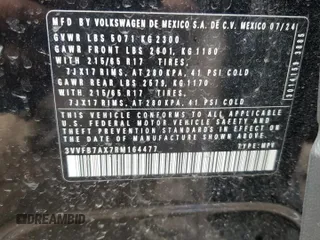 MFD BY VOLKSWAGEN DE MEXICO S.A. DE C.V. MEXICO 07/24
GVWR LBS 5071 KG 2300
GAWR FRONT LBS 2601 KG 1180
WITH 215/65 R17 TIRES,
7JX17 RIMS, AT 280 KPA, 41 PSI COLD
GAWR REAR LBS 2579, KG 1170
WITH 215/65 R17 TIRES,
7JX17 RIMS, AT 280 KPA, 41 PSI COLD
THIS VEHICLE CONFORMS TO ALL APPLICABLE
FEDERAL MOTOR VEHICLE SAFETY
STANDARDS IN EFFECT ON THE DATE OF
MANUFACTURE SHOWN ABOVE.
3VVFB7AX7RM164477
TYPE: MPV
DREAMBID